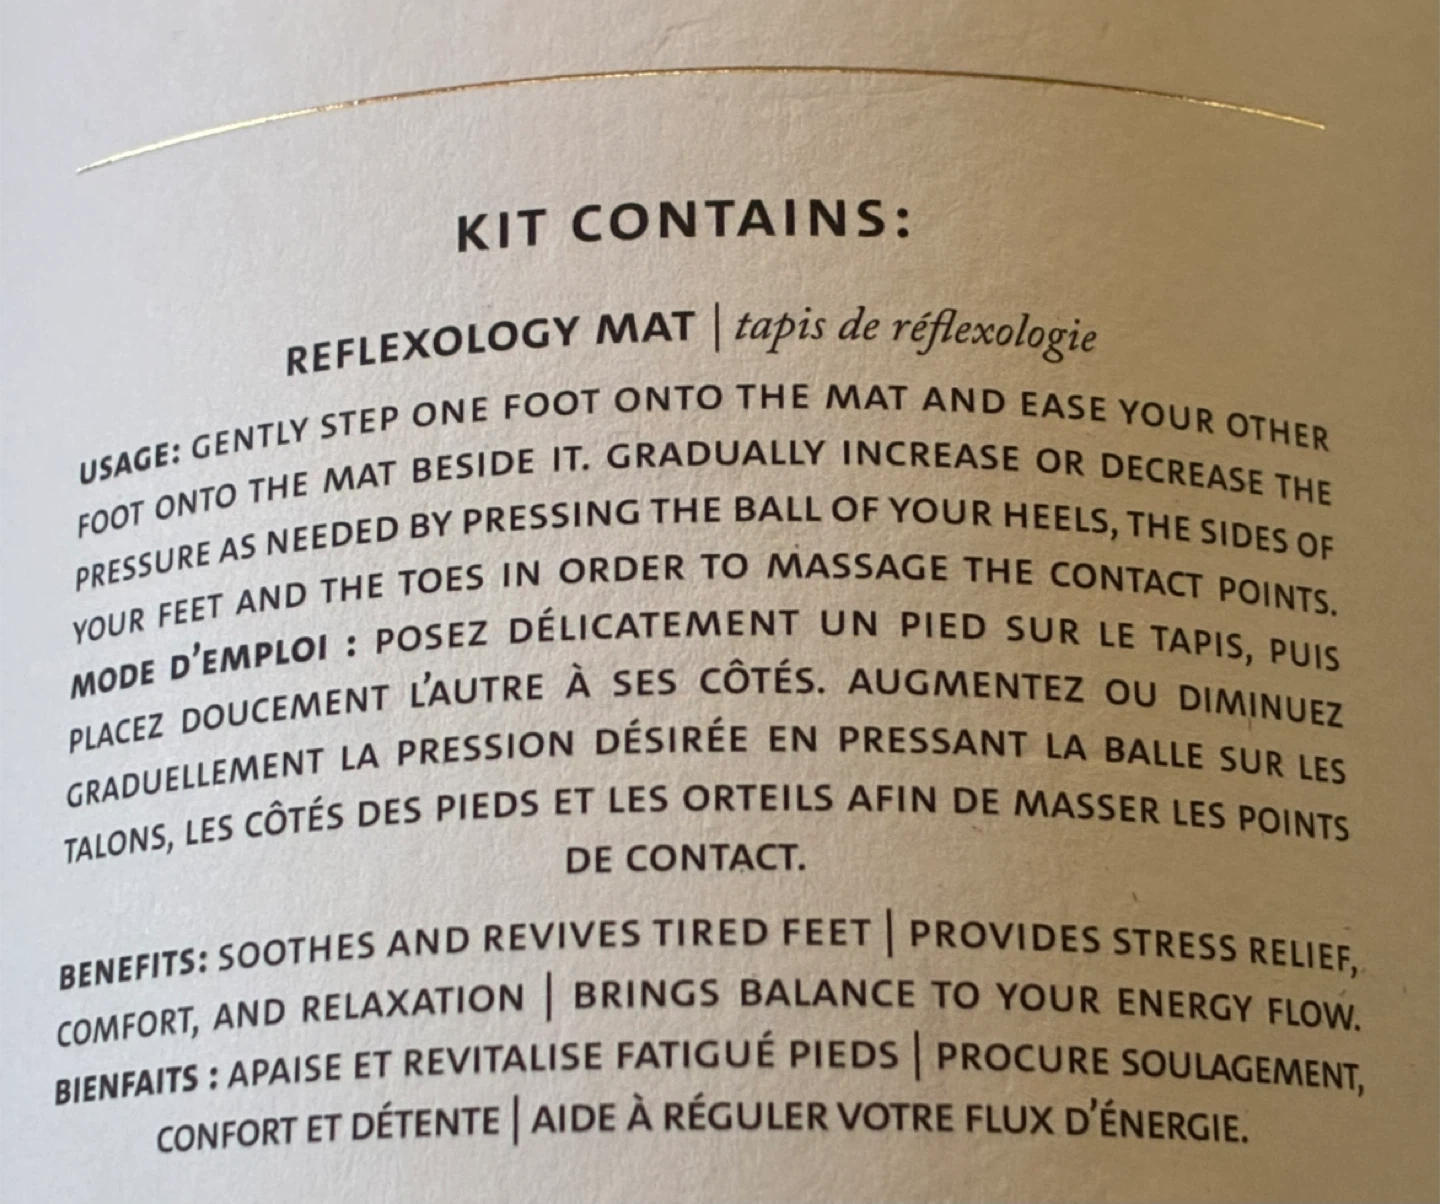 KIT CONTAINS:
REFLEXOLOGY MAT | tapis de réflexologie
USAGE: GENTLY STEP ONE FOOT ONTO THE MAT AND EASE YOUR OTHER
FOOT ONTO THE MAT BESIDE IT. GRADUALLY INCREASE OR DECREASE THE
PRESSURE AS NEEDED BY PRESSING THE BALL OF YOUR HEELS, THE SIDES OF
YOUR FEET AND THE TOES IN ORDER TO MASSAGE THE CONTACT POINTS.
MODE D'EMPLOI : POSEZ DÉLICATEMENT UN PIED SUR LE TAPIS, PUIS
PLACEZ DOUCEMENT L'AUTRE À SES CÔTÉS. AUGMENTEZ OU DIMINUEZ
GRADUELLEMENT LA PRESSION DÉSIRÉE EN PRESSANT LA BALLE SUR LES
TALONS, LES CÔTÉS DES PIEDS ET LES ORTEILS AFIN DE MASSER LES POINTS
DE CONTACT.
BENEFITS: SOOTHES AND REVIVES TIRED FEET | PROVIDES STRESS RELIEF,
COMFORT, AND RELAXATION | BRINGS BALANCE TO YOUR ENERGY FLOW.
BIENFAITS : APAISE ET REVITALISE FATIGUÉ PIEDS | PROCURE SOULAGEMENT,
CONFORT ET DÉTENTE | AIDE À RÉGULER VOTRE FLUX D'ÉNERGIE.